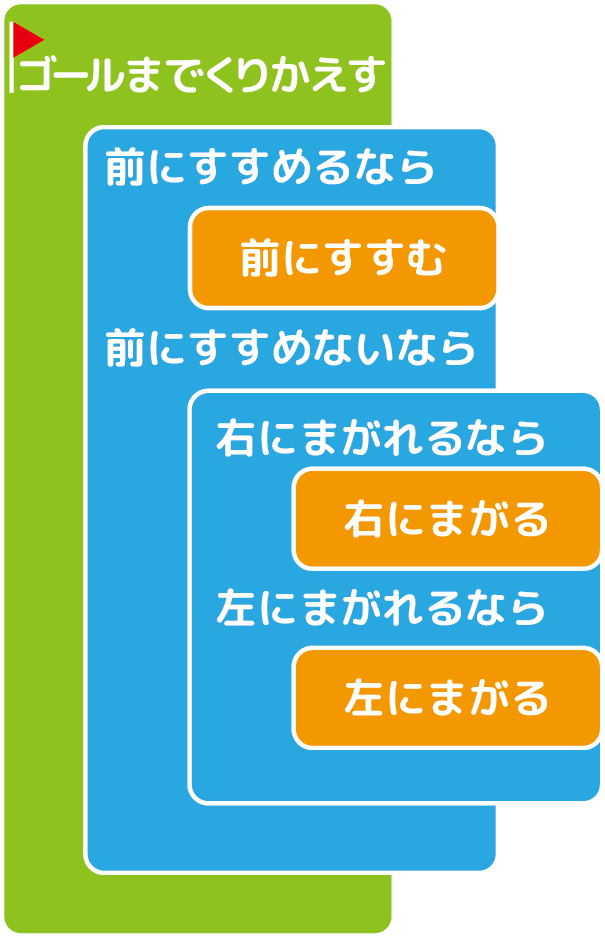 ゴールまでくりかえす
前にすすめるなら
前にすすむ
前にすすめないなら
右にまがれるなら
右にまがる
左にまがれるなら
左にまがる